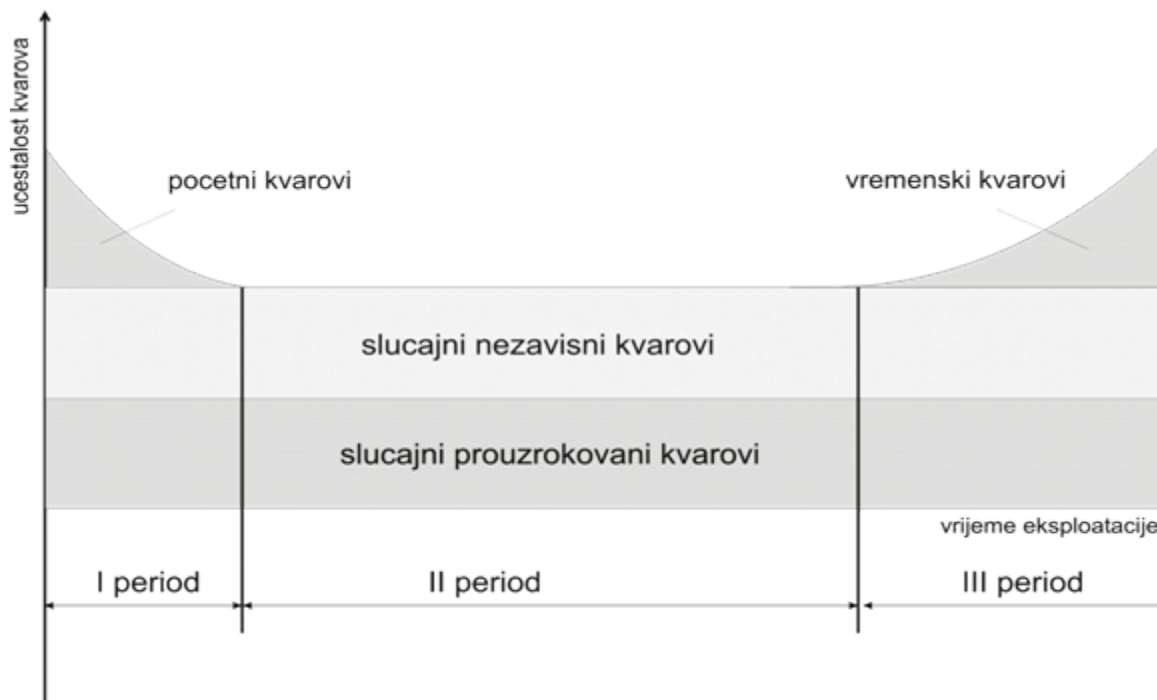 ucestalost kvarova
pocetni kvarovi
vremenski kvarovi
slucajni nezavisni kvarovi
slucajni prouzrokovani kvarovi
vrijeme eksploatacije
I period
II period
III period